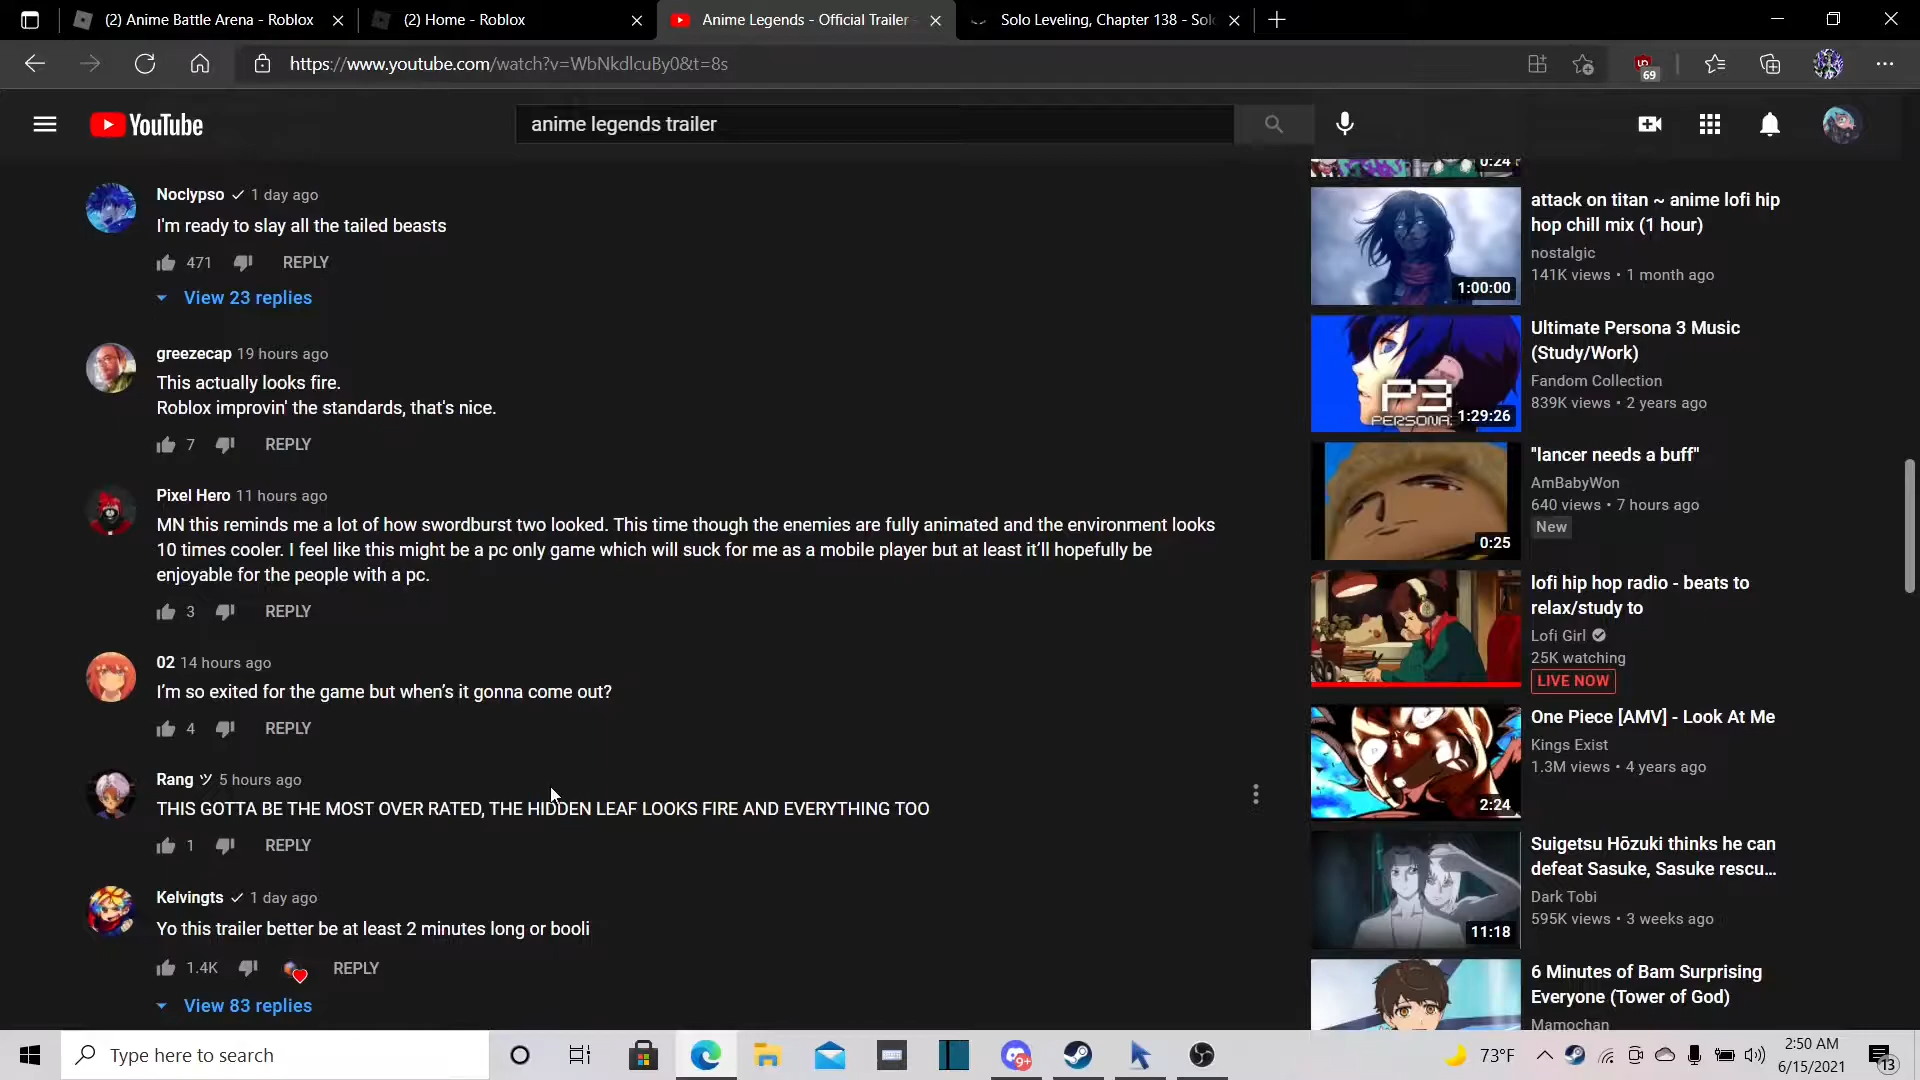 (2) Anime Battle Arena - Roblox
(2) Home - Roblox
Anime Legends - Official Trailer
Solo Leveling, Chapter 138 - Solo
https://www.youtube.com/watch?v=WbNkdlcuBy0&t=8s
69
YouTube
anime legends trailer
Noclypso 1 day ago
I'm ready to slay all the tailed beasts
471 REPLY
View 23 replies
greezecap 19 hours ago
This actually looks fire.
Roblox improvin' the standards, that's nice.
7 REPLY
Pixel Hero 11 hours ago
MN this reminds me a lot of how swordburst two looked. This time though the enemies are fully animated and the environment looks
10 times cooler. I feel like this might be a pc only game which will suck for me as a mobile player but at least it'll hopefully be
enjoyable for the people with a pc.
3 REPLY
02 14 hours ago
I'm so exited for the game but when's it gonna come out?
4 REPLY
Rang ツ 5 hours ago
THIS GOTTA BE THE MOST OVER RATED, THE HIDDEN LEAF LOOKS FIRE AND EVERYTHING TOO
1 REPLY
Kelvingts 1 day ago
Yo this trailer better be at least 2 minutes long or booli
1.4K REPLY
View 83 replies
0:24
attack on titan ~ anime lofi hip
hop chill mix (1 hour)
nostalgic
141K views • 1 month ago
1:00:00
Ultimate Persona 3 Music
(Study/Work)
Fandom Collection
839K views • 2 years ago
P3
PERSONA
1:29:26
"lancer needs a buff"
AmBabyWon
640 views • 7 hours ago
New
0:25
lofi hip hop radio - beats to
relax/study to
Lofi Girl
25K watching
LIVE NOW
One Piece [AMV] - Look At Me
Kings Exist
1.3M views • 4 years ago
2:24
Suigetsu Hōzuki thinks he can
defeat Sasuke, Sasuke rescu...
Dark Tobi
595K views • 3 weeks ago
11:18
6 Minutes of Bam Surprising
Everyone (Tower of God)
Mamochan
Type here to search
9+
73°F
2:50 AM
6/15/2021
13